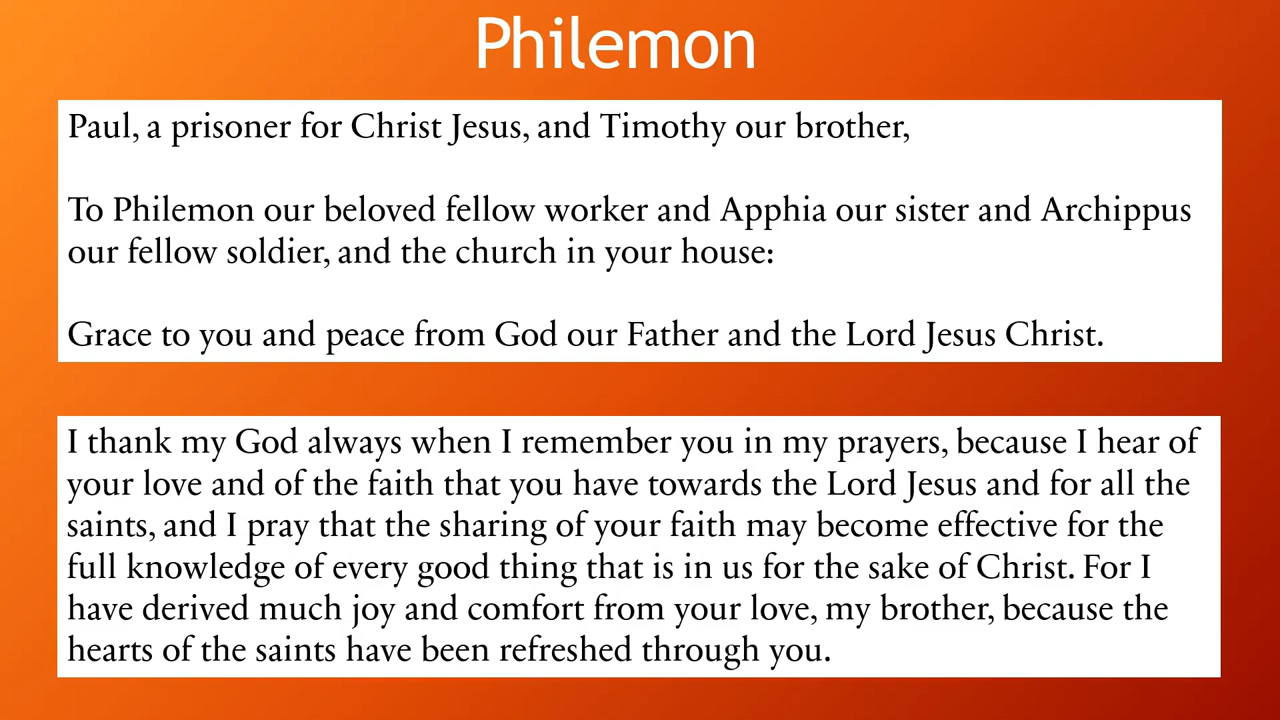 Philemon
Paul, a prisoner for Christ Jesus, and Timothy our brother,
To Philemon our beloved fellow worker and Apphia our sister and Archippus
our fellow soldier, and the church in your house:
Grace to you and peace from God our Father and the Lord Jesus Christ.
I thank my God always when I remember you in my prayers, because I hear of
your love and of the faith that you have towards the Lord Jesus and for all the
saints, and I pray that the sharing of your faith may become effective for the
full knowledge of every good thing that is in us for the sake of Christ. For I
have derived much joy and comfort from your love, my brother, because the
hearts of the saints have been refreshed through you.